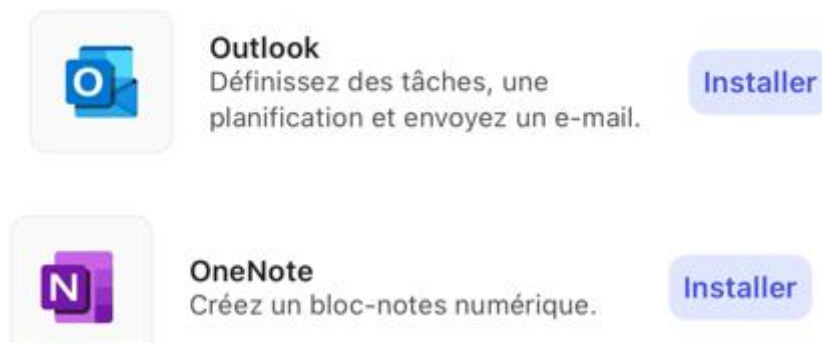 Outlook
Définissez des tâches, une
planification et envoyez un e-mail.
Installer
OneNote
Créez un bloc-notes numérique.
Installer